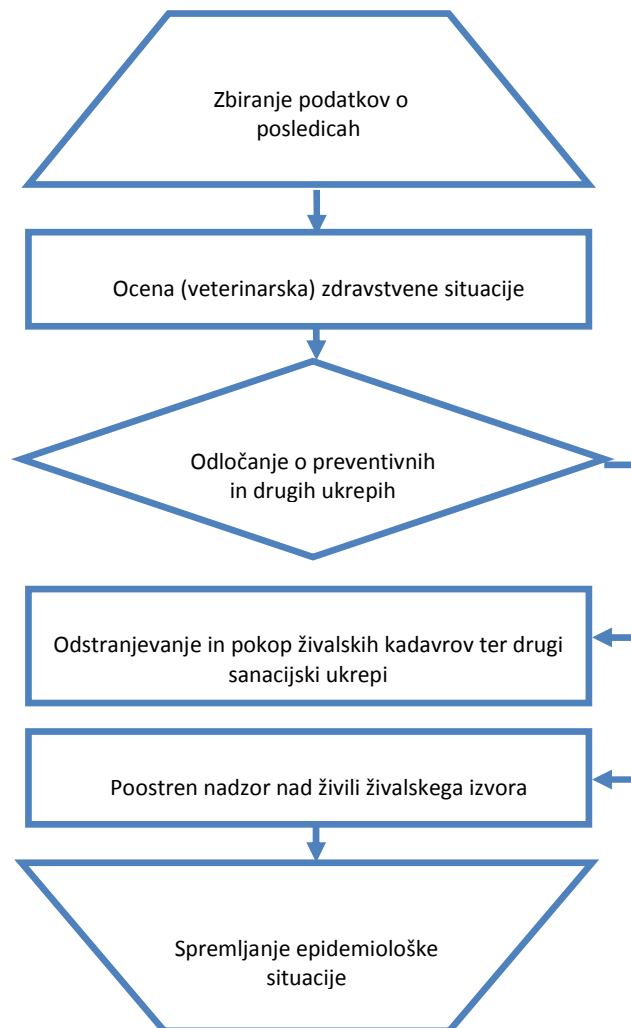 Zbiranje podatkov o
posledicah
Ocena (veterinarska) zdravstvene situacije
Odločanje o preventivnih
in drugih ukrepih
Odstranjevanje in pokop živalskih kadavrov ter drugi
sanacijski ukrepi
Poostren nadzor nad živili živalskega izvora
Spremljanje epidemiološke
situacije